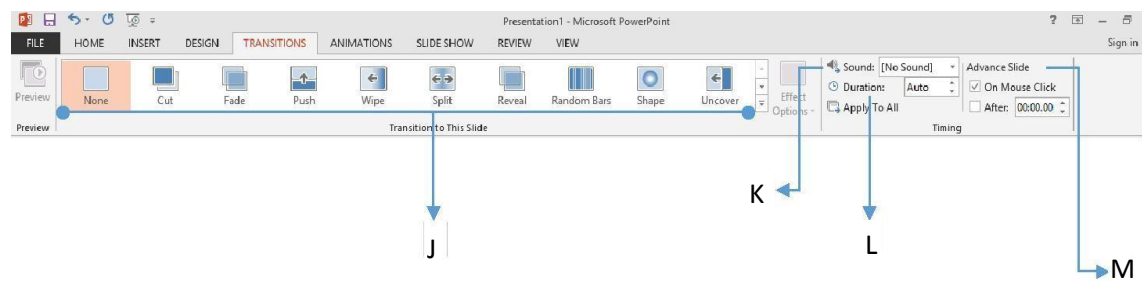 Presentation1 - Microsoft PowerPoint ?
FILE HOME INSERT DESIGN TRANSITIONS ANIMATIONS SLIDE SHOW REVIEW VIEW Sign in
Preview None Cut Fade Push Wipe Split Reveal Random Bars Shape Uncover Effect Options
Sound: [No Sound] Advance Slide
Duration: Auto On Mouse Click
Apply To All After: 00:00.00
Preview Transition to This Slide Timing
K
J
L
M